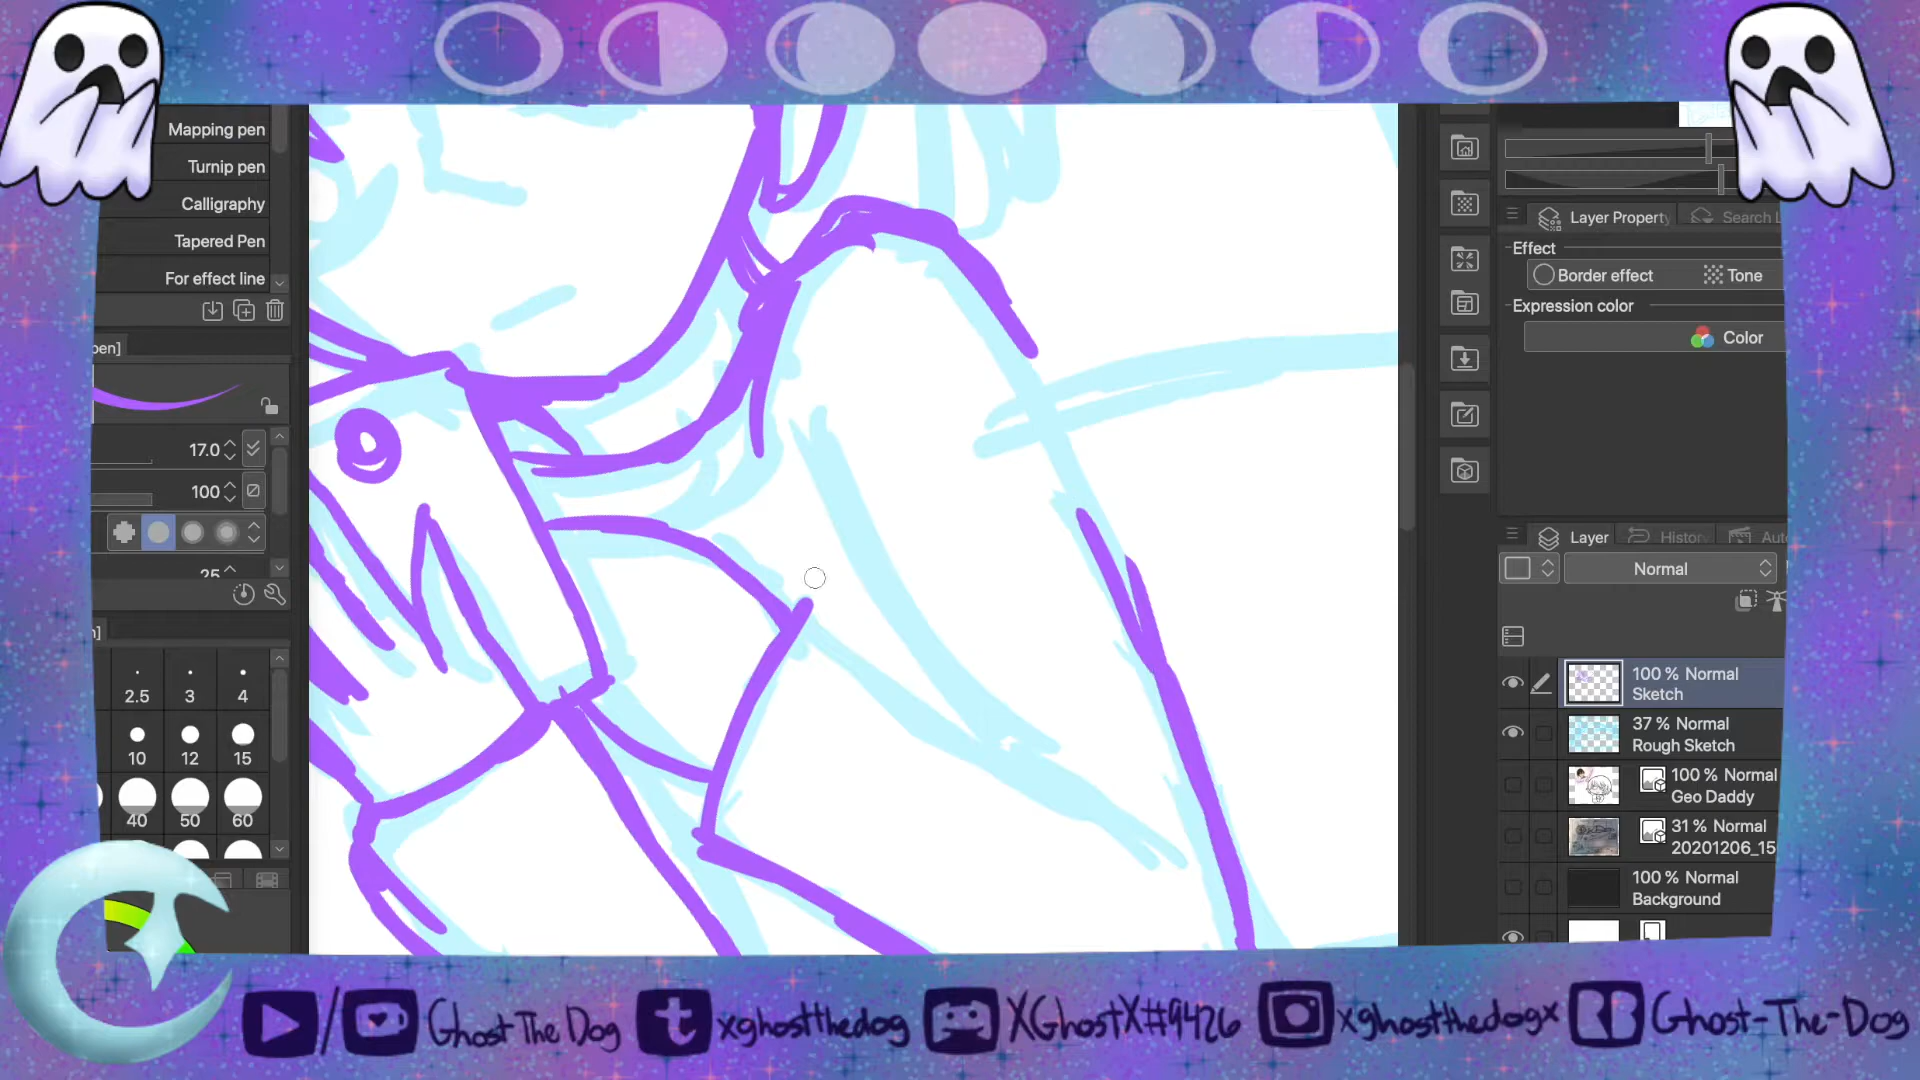 Mapping pen
Turnip pen
Calligraphy
Tapered Pen
For effect line
pen]
17.0
100
25
2.5 3 4
10 12 15
40 50 60
Layer Property Search L
Effect
Border effect Tone
Expression color
Color
Layer Histor Aut
Normal
100 % Normal
Sketch
37 % Normal
Rough Sketch
100 % Normal
Geo Daddy
31 % Normal
20201206_15
100 % Normal
Background
/ Ghost The Dog t xghostthedog XGhostX#9426 xghostthedogx Ghost-The-Dog